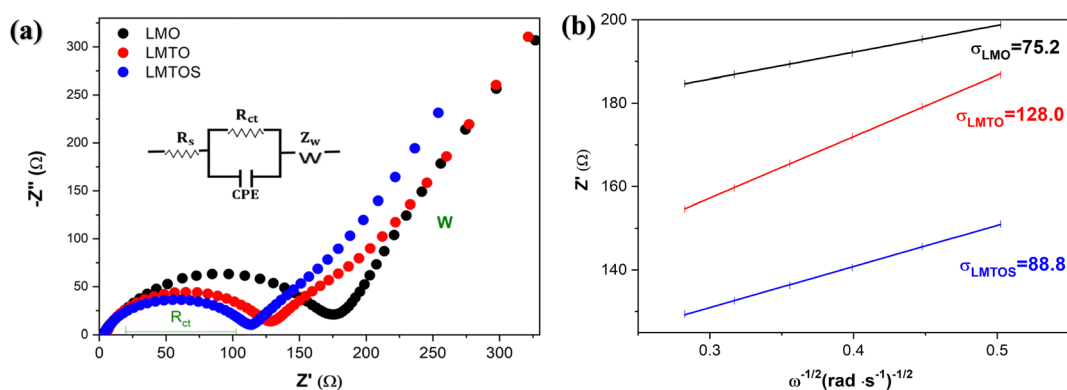 (a)
LMO
LMTO
LMTOS
R_ct
R_s
Z_w
CPE
W
R_ct
-Z'' (Ω)
300
250
200
150
100
50
0
0 50 100 150 200 250 300
Z' (Ω)
(b)
σ_LMO=75.2
σ_LMTO=128.0
σ_LMTOS=88.8
Z' (Ω)
200
180
160
140
0.3 0.4 0.5
ω^-1/2(rad ·s^-1)^-1/2